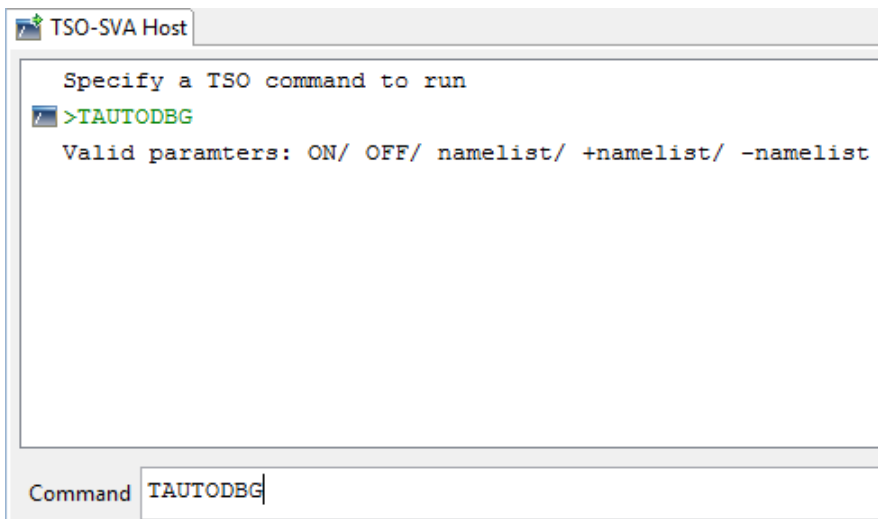 TSO-SVA Host
Specify a TSO command to run
>TAUTODBG
Valid paramters: ON/ OFF/ namelist/ +namelist/ -namelist
Command TAUTODBG